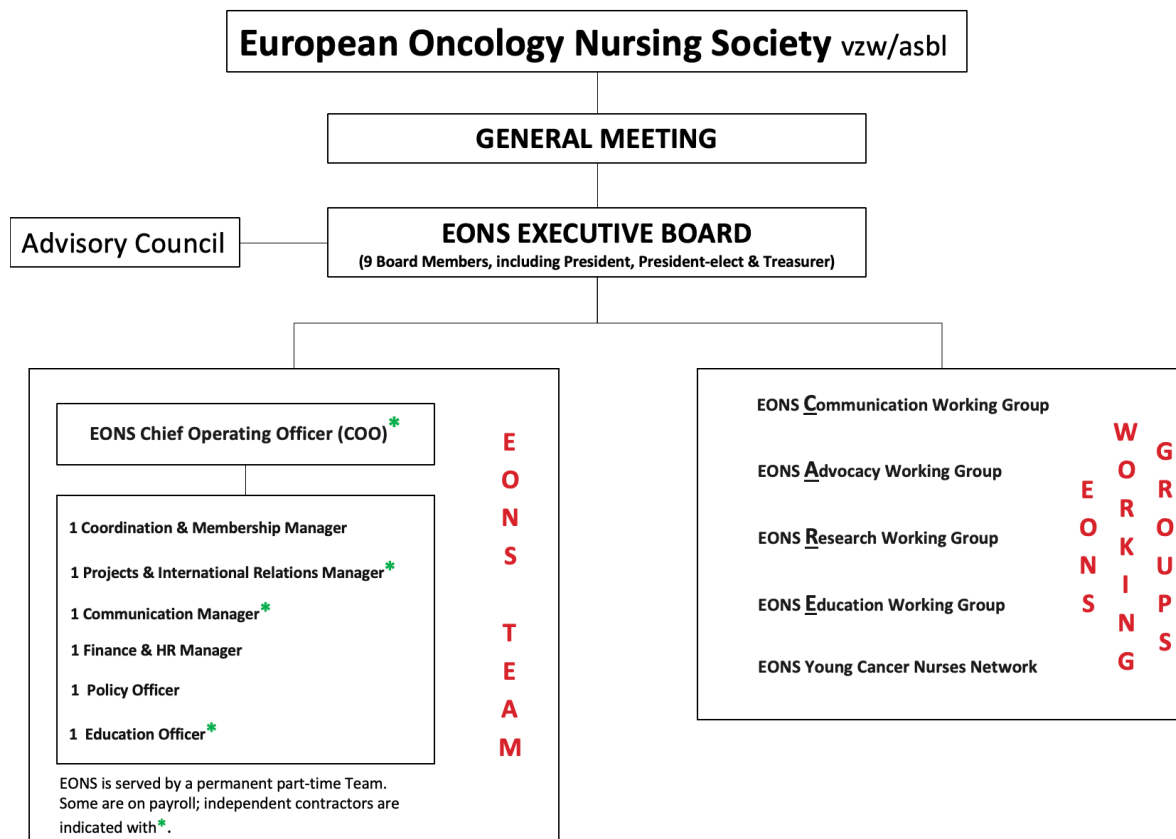 European Oncology Nursing Society vzw/asbl
GENERAL MEETING
Advisory Council
EONS EXECUTIVE BOARD
(9 Board Members, including President, President-elect & Treasurer)
EONS Chief Operating Officer (COO)*
1 Coordination & Membership Manager
1 Projects & International Relations Manager*
1 Communication Manager*
1 Finance & HR Manager
1 Policy Officer
1 Education Officer*
EONS TEAM
EONS is served by a permanent part-time Team.
Some are on payroll; independent contractors are
indicated with*.
EONS Communication Working Group
EONS Advocacy Working Group
EONS Research Working Group
EONS Education Working Group
EONS Young Cancer Nurses Network
EONS
WORKING
GROUPS